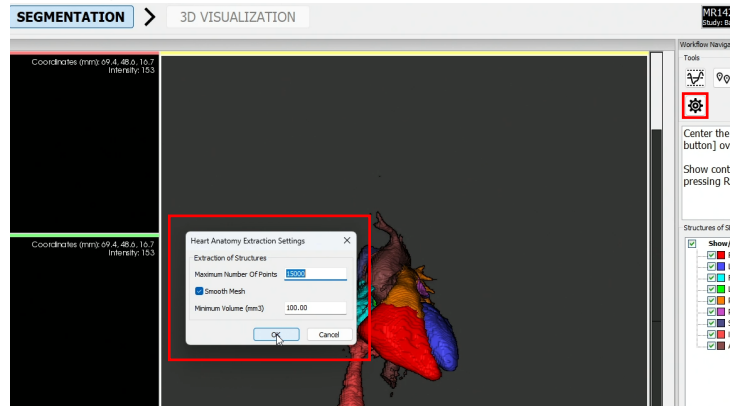 SEGMENTATION
3D VISUALIZATION
MR142
Study: Ba
Coordinates (mm): 69.4, 48.6, 16.7
Intensity: 153
Workflow Naviga
Tools
Center the
button] ov
Show cont
pressing R
Heart Anatomy Extraction Settings
Extraction of Structures
Maximum Number Of Points 15000
Smooth Mesh
Minimum Volume (mm3) 100.00
OK Cancel
Coordinates (mm): 69.4, 48.6, 16.7
Intensity: 153
Structures of S
Show/